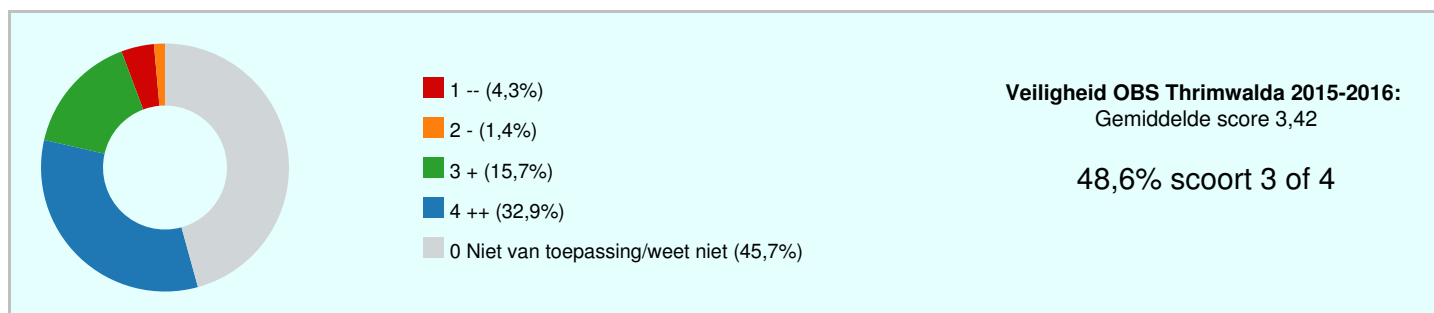 1 -- (4,3%)
2 - (1,4%)
3 + (15,7%)
4 ++ (32,9%)
0 Niet van toepassing/weet niet (45,7%)
Veiligheid OBS Thrimwalda 2015-2016:
Gemiddelde score 3,42
48,6% scoort 3 of 4